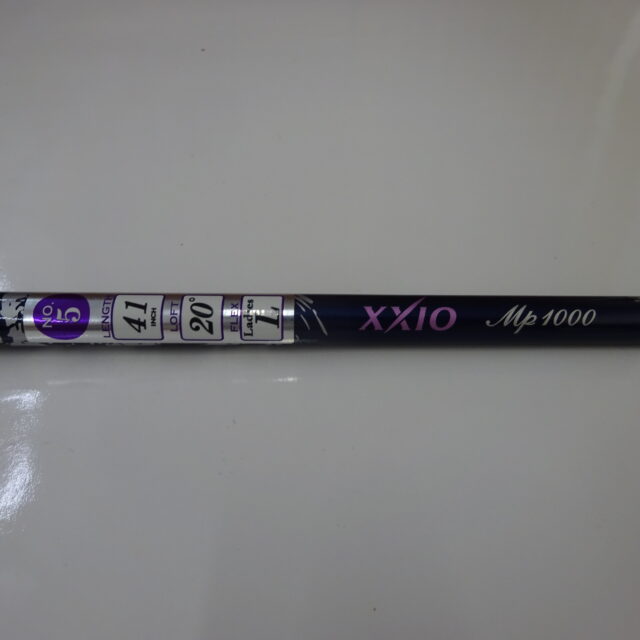 NO. 5
LENGTH 41 INCH
LOFT 20°
FLEX Ladies L
XXIO Mp1000